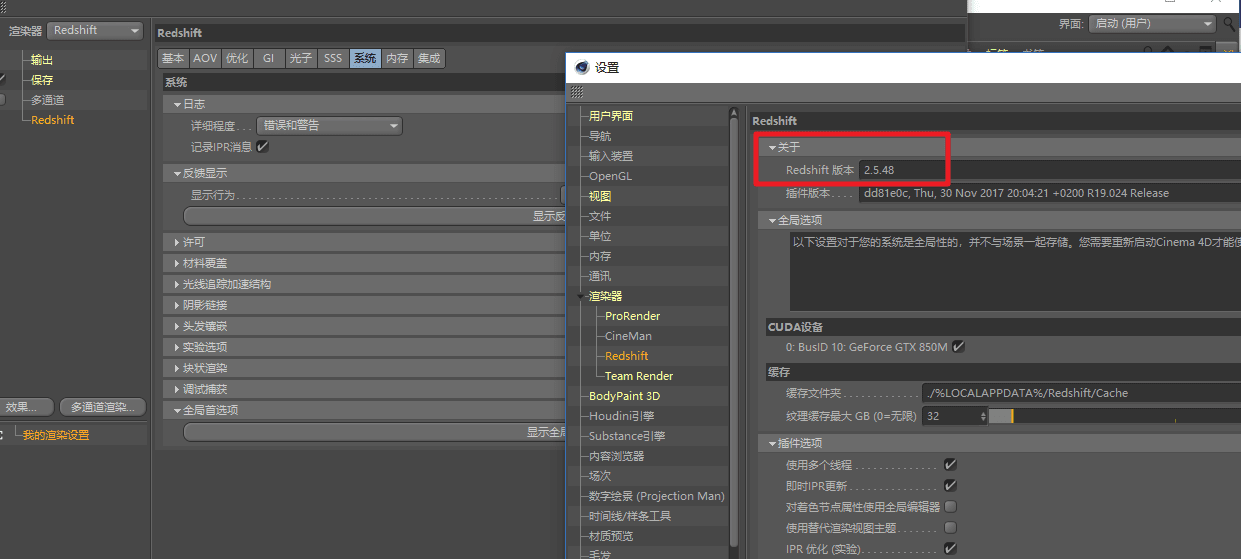 渲染器 Redshift
输出
保存
多通道
Redshift
效果... 多通道渲染...
我的渲染设置
Redshift
基本 AOV 优化 GI 光子 SSS 系统 内存 集成
系统
日志
详细程度 . . . 错误和警告
记录IPR消息
反馈显示
显示行为
显示反
许可
材料覆盖
光线追踪加速结构
阴影链接
头发镶嵌
实验选项
块状渲染
调试捕获
全局首选项
显示全
界面: 启动 (用户)
设置
用户界面
导航
输入装置
OpenGL
视图
文件
单位
内存
通讯
渲染器
ProRender
CineMan
Redshift
Team Render
BodyPaint 3D
Houdini引擎
Substance引擎
内容浏览器
场次
数字绘景 (Projection Man)
时间线/样条工具
材质预览
毛发
Redshift
关于
Redshift 版本 2.5.48
插件版本 . . . . dd81e0c, Thu, 30 Nov 2017 20:04:21 +0200 R19.024 Release
全局选项
以下设置对于您的系统是全局性的，并不与场景一起存储。您需要重新启动Cinema 4D才能使
CUDA设备
0: BusID 10: GeForce GTX 850M
缓存
缓存文件夹 ./%LOCALAPPDATA%/Redshift/Cache
纹理缓存最大 GB (0=无限) 32
插件选项
使用多个线程
即时IPR更新
对着色节点属性使用全局编辑器
使用替代渲染视图主题
IPR 优化 (实验)